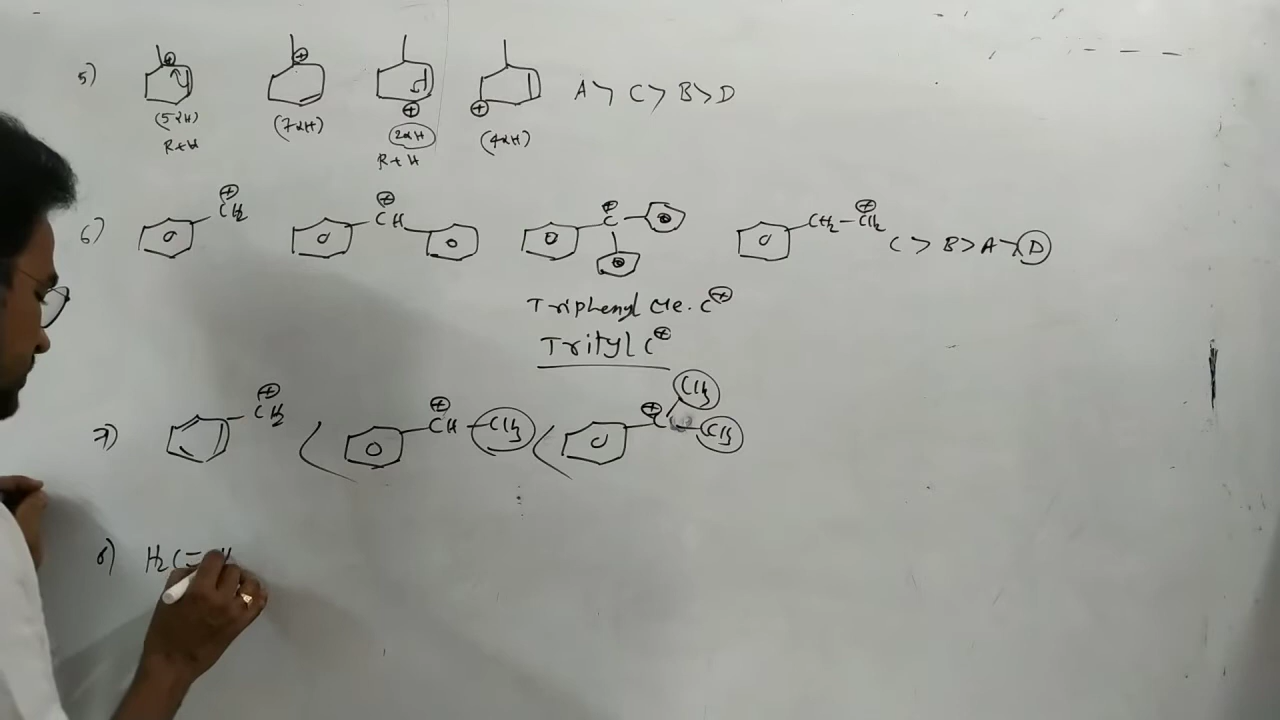 5) ⊕ ⊕ ⊕ ⊕ A > C > B > D
(5αH) (7αH) (2αH) (4αH)
R+H R+H
6) ⊕CH2 ⊕CH ⊕C CH2-⊕CH2 C > B > A > D
Triphenyl Me. C⊕
Trityl C⊕
7) ⊕CH2 < ⊕CH-CH3 < ⊕C CH3 CH3
8) H2C=